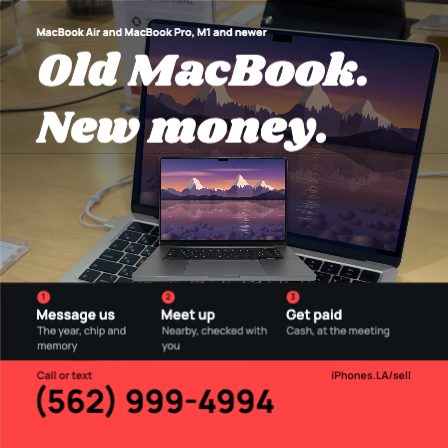 MacBook Air and MacBook Pro, M1 and newer
Old MacBook.
New money.
1
2
3
Message us
Meet up
Get paid
The year, chip and memory
Nearby, checked with you
Cash, at the meeting
Call or text
iPhones.LA/sell
(562) 999-4994